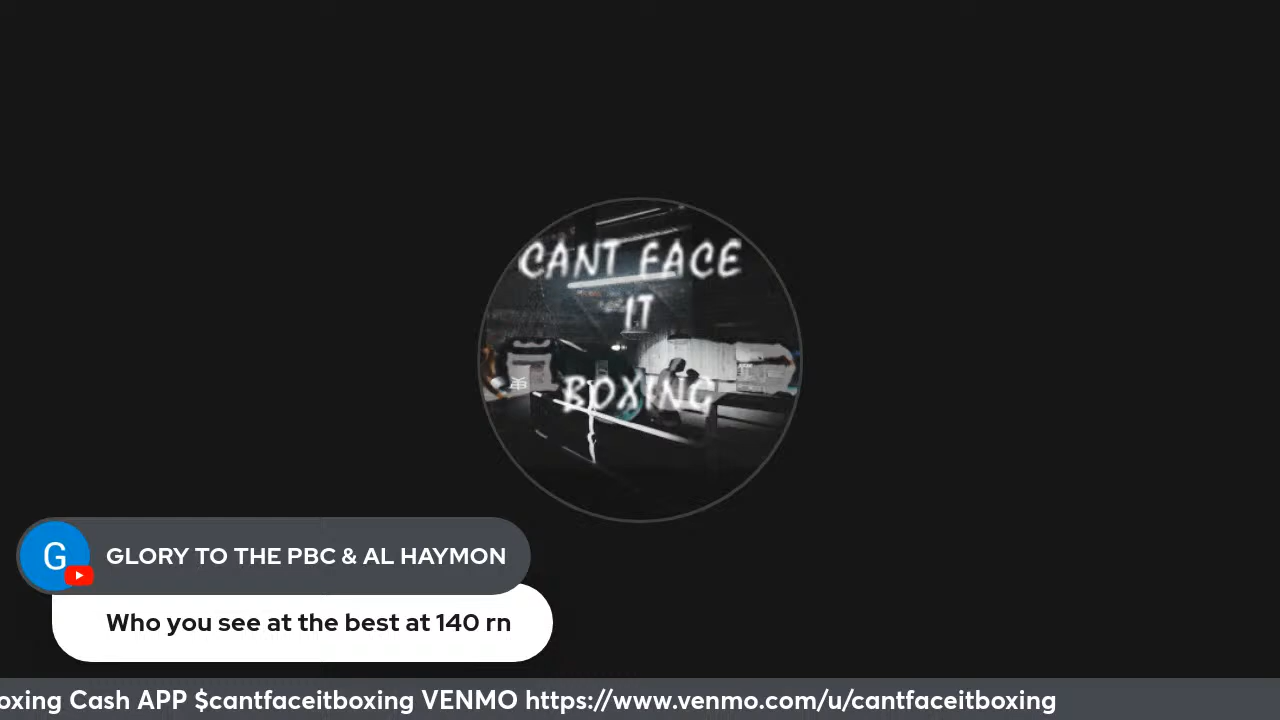 CANT FACE
IT
BOXING
G
GLORY TO THE PBC & AL HAYMON
Who you see at the best at 140 rn
oxing Cash APP $cantfaceitboxing VENMO https://www.venmo.com/u/cantfaceitboxing